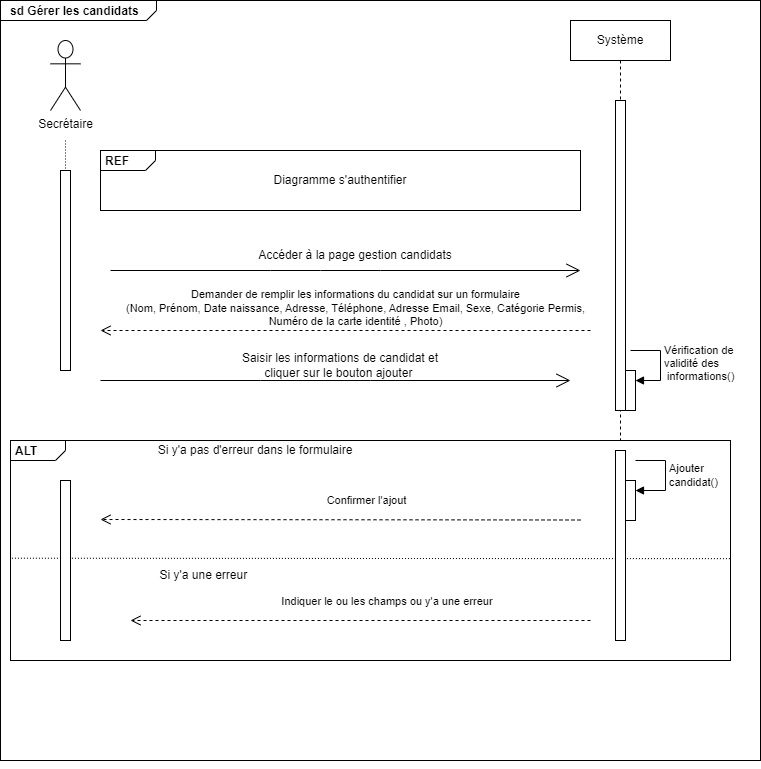 sd Gérer les candidats
Système
Secrétaire
REF
Diagramme s'authentifier
Accéder à la page gestion candidats
Demander de remplir les informations du candidat sur un formulaire
(Nom, Prénom, Date naissance, Adresse, Téléphone, Adresse Email, Sexe, Catégorie Permis,
Numéro de la carte identité , Photo)
Saisir les informations de candidat et
cliquer sur le bouton ajouter
Vérification de
validité des
informations()
ALT
Si y'a pas d'erreur dans le formulaire
Ajouter
candidat()
Confirmer l'ajout
Si y'a une erreur
Indiquer le ou les champs ou y'a une erreur